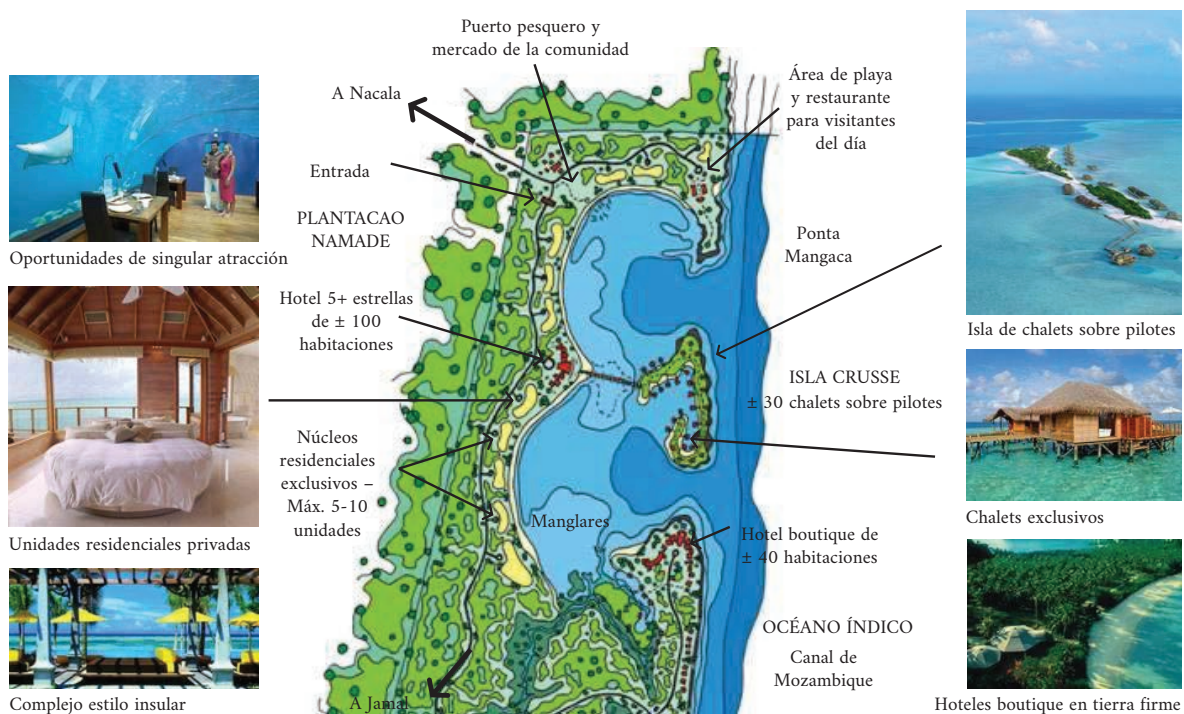 Puerto pesquero y
mercado de la comunidad
A Nacala
Área de playa
y restaurante
para visitantes
del día
Entrada
PLANTACAO
NAMADE
Oportunidades de singular atracción
Ponta
Mangaca
Hotel 5+ estrellas
de ± 100
habitaciones
Isla de chalets sobre pilotes
ISLA CRUSSE
± 30 chalets sobre pilotes
Núcleos
residenciales
exclusivos –
Máx. 5-10
unidades
Manglares
Unidades residenciales privadas
Chalets exclusivos
Hotel boutique de
± 40 habitaciones
OCÉANO ÍNDICO
Canal de
Mozambique
A Jamal
Complejo estilo insular
Hoteles boutique en tierra firme